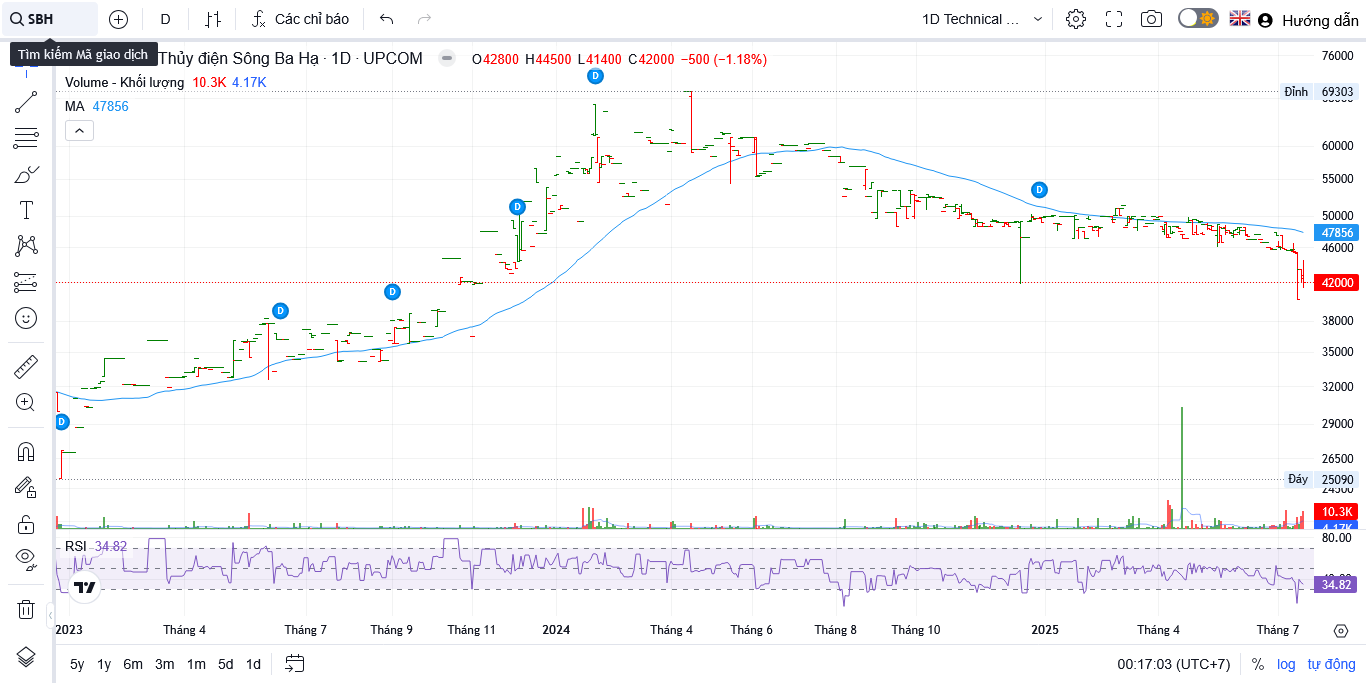 SBH
D
Các chỉ báo
1D Technical ...
Hướng dẫn
Tìm kiếm Mã giao dịch
Thủy điện Sông Ba Hạ · 1D · UPCOM
O42800 H44500 L41400 C42000 −500 (−1.18%)
Volume - Khối lượng 10.3K 4.17K
MA 47856
76000
Đỉnh 69303
60000
55000
50000
47856
46000
42000
38000
35000
32000
29000
26500
Đáy 25090
24500
10.3K
4.17K
D
D
D
D
D
D
RSI 34.82
80.00
34.82
2023
Tháng 4
Tháng 7
Tháng 9
Tháng 11
2024
Tháng 4
Tháng 6
Tháng 8
Tháng 10
2025
Tháng 4
Tháng 7
5y 1y 6m 3m 1m 5d 1d
00:17:03 (UTC+7)
% log tự động